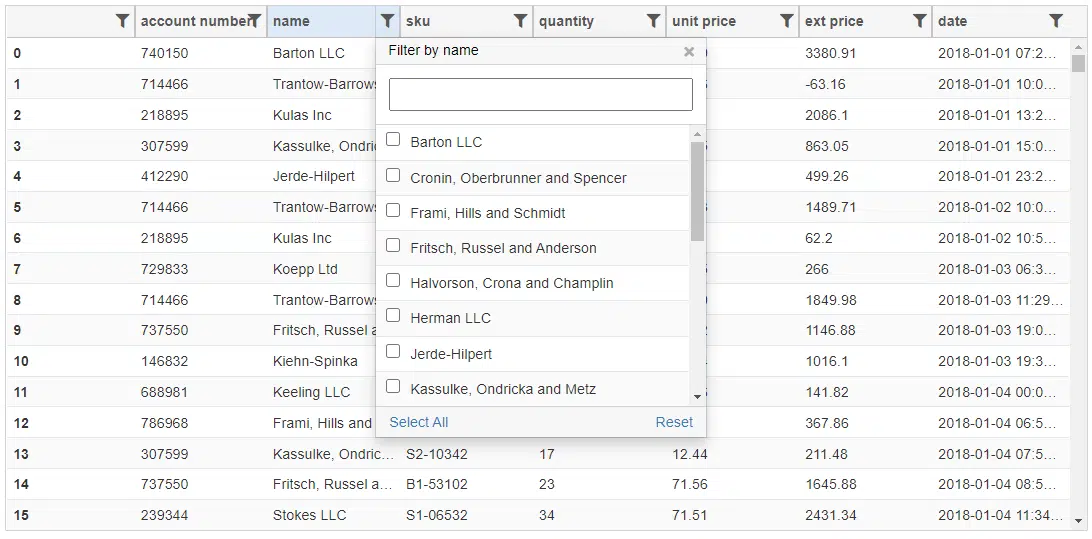 account number name sku quantity unit price ext price date
Filter by name
0 740150 Barton LLC 3380.91 2018-01-01 07:2...
1 714466 Trantow-Barrows -63.16 2018-01-01 10:0...
2 218895 Kulas Inc 2086.1 2018-01-01 13:2...
3 307599 Kassulke, Ondri 863.05 2018-01-01 15:0...
4 412290 Jerde-Hilpert 499.26 2018-01-01 23:2...
5 714466 Trantow-Barrows 1489.71 2018-01-02 10:0...
6 218895 Kulas Inc 62.2 2018-01-02 10:5...
7 729833 Koepp Ltd 266 2018-01-03 06:3...
8 714466 Trantow-Barrows 1849.98 2018-01-03 11:29...
9 737550 Fritsch, Russel a 1146.88 2018-01-03 19:0...
10 146832 Kiehn-Spinka 1016.1 2018-01-03 19:3...
11 688981 Keeling LLC 141.82 2018-01-04 00:0...
12 786968 Frami, Hills and 367.86 2018-01-04 06:5...
Barton LLC
Cronin, Oberbrunner and Spencer
Frami, Hills and Schmidt
Fritsch, Russel and Anderson
Halvorson, Crona and Champlin
Herman LLC
Jerde-Hilpert
Kassulke, Ondricka and Metz
Select All Reset
13 307599 Kassulke, Ondric... S2-10342 17 12.44 211.48 2018-01-04 07:5...
14 737550 Fritsch, Russel a... B1-53102 23 71.56 1645.88 2018-01-04 08:5...
15 239344 Stokes LLC S1-06532 34 71.51 2431.34 2018-01-04 11:34...